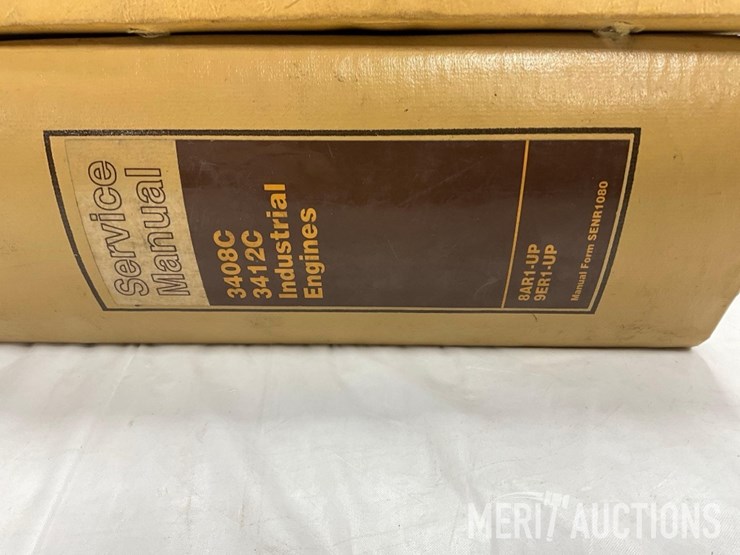 Service
Manual
3408C
3412C
Industrial
Engines
8AR1-UP
9ER1-UP
Manual Form SENR1080
MERIT AUCTIONS